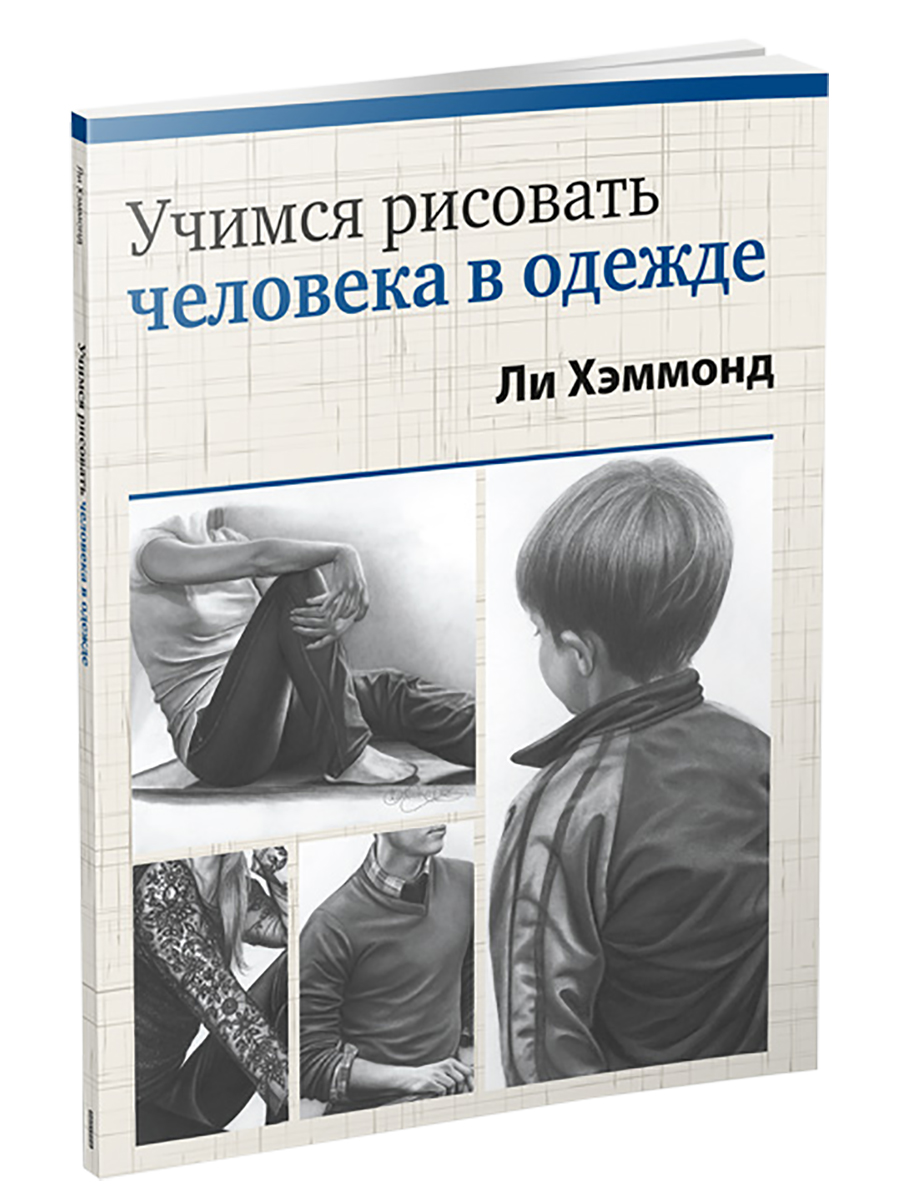 Учимся рисовать
человека в одежде
Ли Хэммонд
Ли Хэммонд
Учимся рисовать человека в одежде